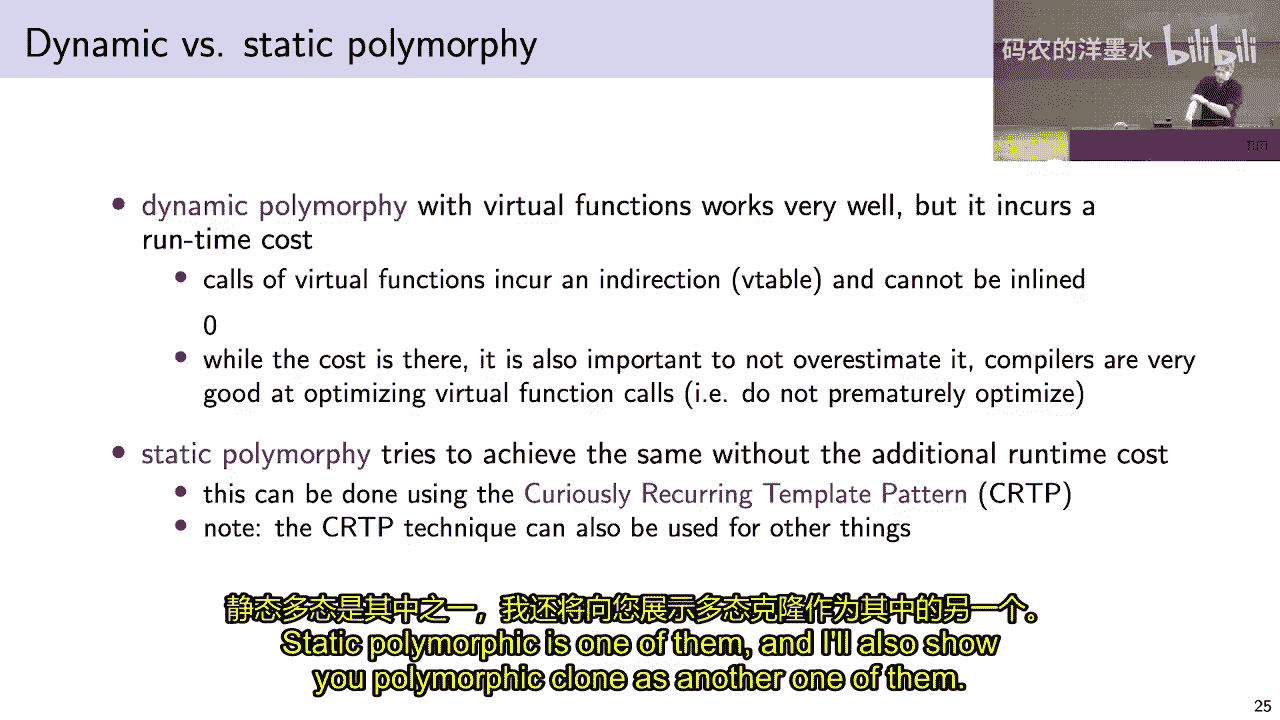 Dynamic vs. static polymorphy
码农的洋墨水 bilibili
• dynamic polymorphy with virtual functions works very well, but it incurs a
run-time cost
• calls of virtual functions incur an indirection (vtable) and cannot be inlined
0
• while the cost is there, it is also important to not overestimate it, compilers are very
good at optimizing virtual function calls (i.e. do not prematurely optimize)
• static polymorphy tries to achieve the same without the additional runtime cost
• this can be done using the Curiously Recurring Template Pattern (CRTP)
• note: the CRTP technique can also be used for other things
静态多态是其中之一，我还将向您展示多态克隆作为其中的另一个。
Static polymorphic is one of them, and I'll also show
you polymorphic clone as another one of them.
25